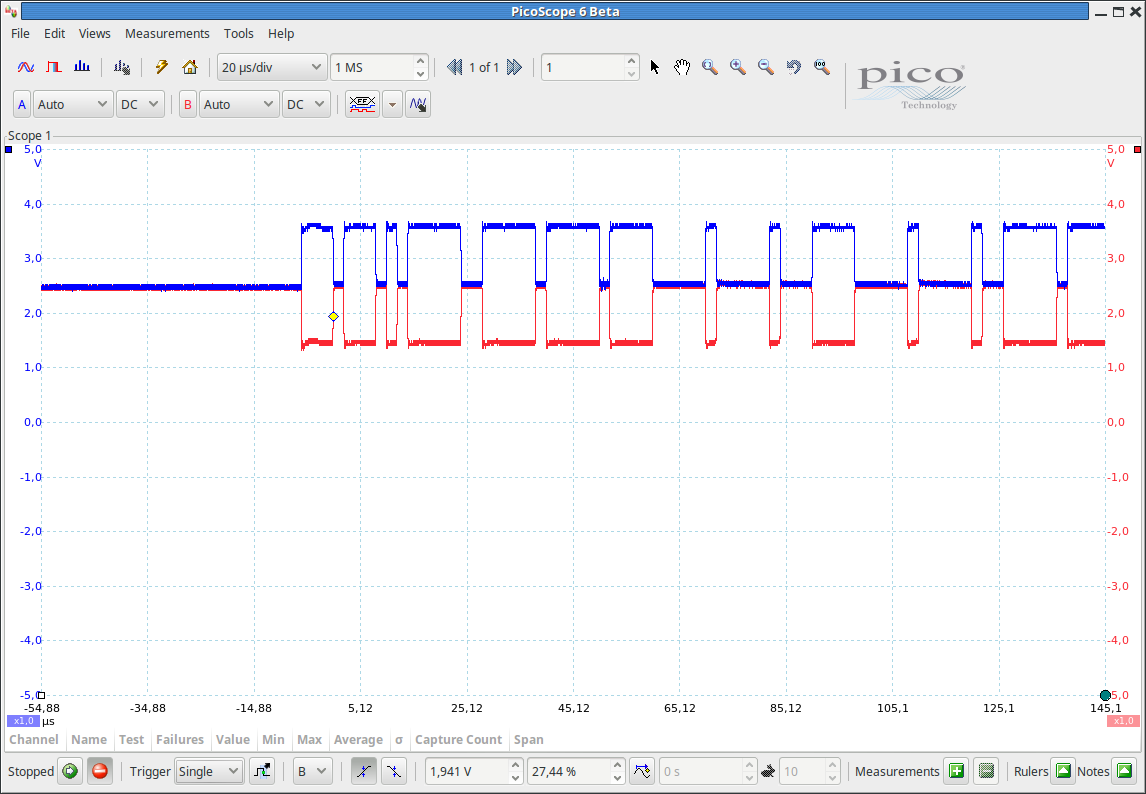 PicoScope 6 Beta
File Edit Views Measurements Tools Help
20 µs/div 1 MS 1 of 1 1
pico
Technology
A Auto DC B Auto DC
Scope 1
5,0 5,0
V V
4,0 4,0
3,0 3,0
2,0 2,0
1,0 1,0
0,0 0,0
-1,0 -1,0
-2,0 -2,0
-3,0 -3,0
-4,0 -4,0
-5,0 -5,0
-54,88 -34,88 -14,88 5,12 25,12 45,12 65,12 85,12 105,1 125,1 145,1
x1,0 µs x1,0
Channel Name Test Failures Value Min Max Average σ Capture Count Span
Stopped Trigger Single B 1,941 V 27,44 % 0 s 10 Measurements Rulers Notes